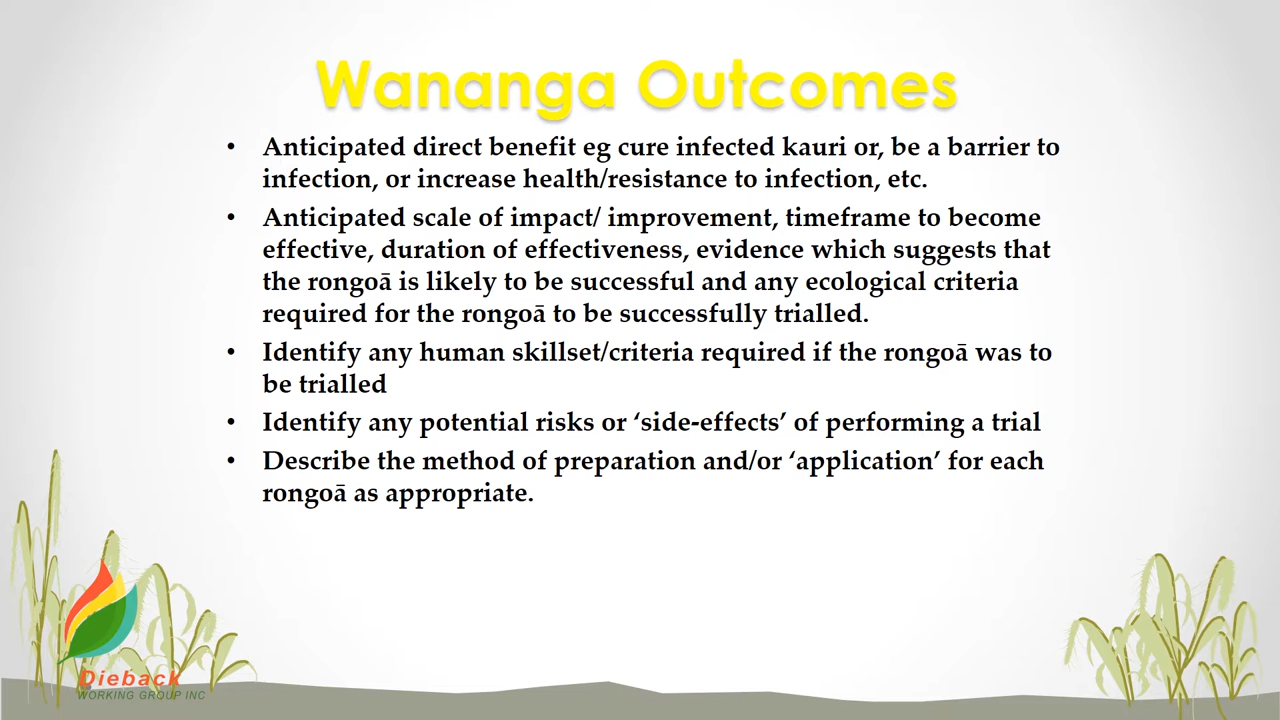 Wananga Outcomes
• Anticipated direct benefit eg cure infected kauri or, be a barrier to
infection, or increase health/resistance to infection, etc.
• Anticipated scale of impact/ improvement, timeframe to become
effective, duration of effectiveness, evidence which suggests that
the rongoā is likely to be successful and any ecological criteria
required for the rongoā to be successfully trialled.
• Identify any human skillset/criteria required if the rongoā was to
be trialled
• Identify any potential risks or ‘side-effects’ of performing a trial
• Describe the method of preparation and/or ‘application’ for each
rongoā as appropriate.
Dieback
WORKING GROUP INC